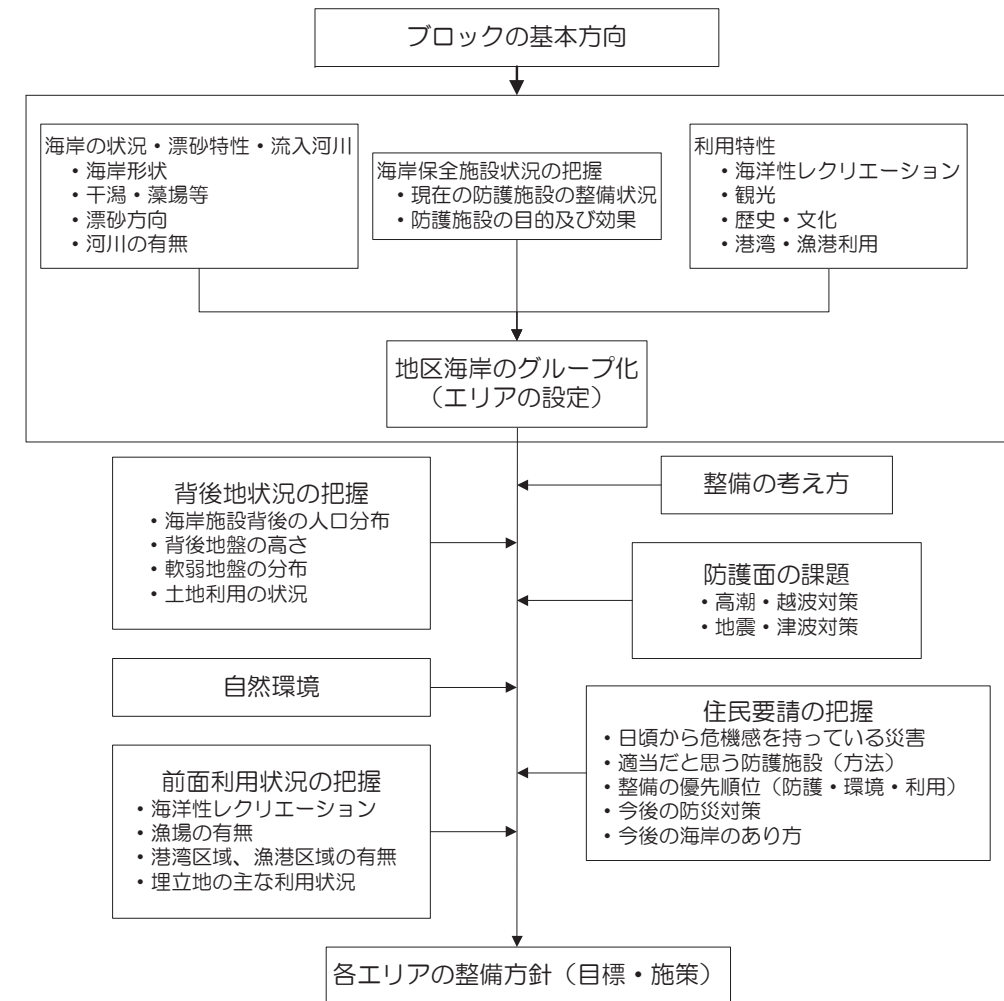 ブロックの基本方向
海岸の状況・漂砂特性・流入河川
・海岸形状
・干潟・藻場等
・漂砂方向
・河川の有無
海岸保全施設状況の把握
・現在の防護施設の整備状況
・防護施設の目的及び効果
利用特性
・海洋性レクリエーション
・観光
・歴史・文化
・港湾・漁港利用
地区海岸のグループ化
（エリアの設定）
背後地状況の把握
・海岸施設背後の人口分布
・背後地盤の高さ
・軟弱地盤の分布
・土地利用の状況
整備の考え方
防護面の課題
・高潮・越波対策
・地震・津波対策
自然環境
住民要請の把握
・日頃から危機感を持っている災害
・適当だと思う防護施設（方法）
・整備の優先順位（防護・環境・利用）
・今後の防災対策
・今後の海岸のあり方
前面利用状況の把握
・海洋性レクリエーション
・漁場の有無
・港湾区域、漁港区域の有無
・埋立地の主な利用状況
各エリアの整備方針（目標・施策）